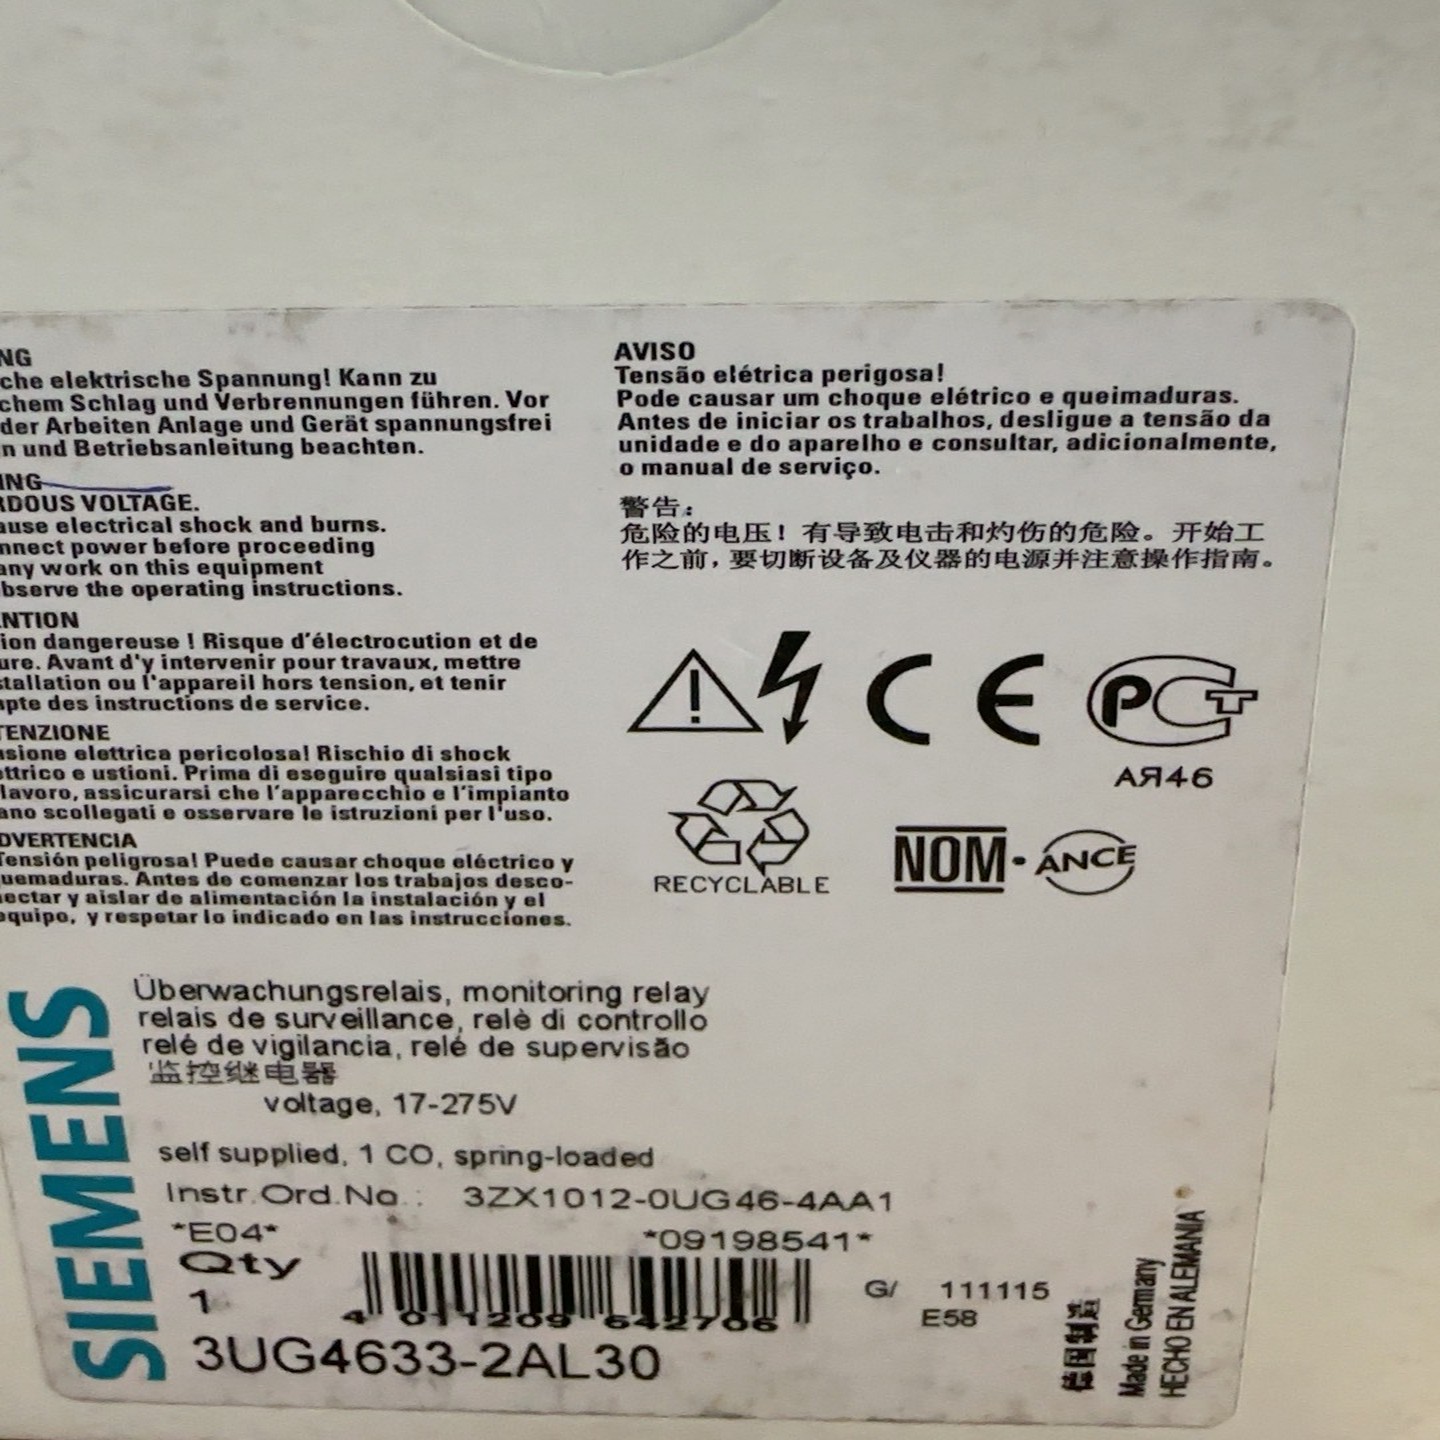 NG
che elektrische Spannung! Kann zu
chem Schlag und Verbrennungen führen. Vor
der Arbeiten Anlage und Gerät spannungsfrei
n und Betriebsanleitung beachten.
ING
RDOUS VOLTAGE.
ause electrical shock and burns.
nnect power before proceeding
any work on this equipment
bserve the operating instructions.
NTION
ion dangereuse ! Risque d'électrocution et de
ure. Avant d'y intervenir pour travaux, mettre
stallation ou l'appareil hors tension, et tenir
pte des instructions de service.
TENZIONE
nsione elettrica pericolosa! Rischio di shock
ettrico e ustioni. Prima di eseguire qualsiasi tipo
lavoro, assicurarsi che l'apparecchio e l'impianto
ano scollegati e osservare le istruzioni per l'uso.
DVERTENCIA
Tensión peligrosa! Puede causar choque eléctrico y
uemaduras. Antes de comenzar los trabajos desco-
nectar y aislar de alimentación la instalación y el
equipo, y respetar lo indicado en las instrucciones.
AVISO
Tensão elétrica perigosa!
Pode causar um choque elétrico e queimaduras.
Antes de iniciar os trabalhos, desligue a tensão da
unidade e do aparelho e consultar, adicionalmente,
o manual de serviço.
警告：
危险的电压！有导致电击和灼伤的危险。开始工
作之前，要切断设备及仪器的电源并注意操作指南。
CE PCT
АЯ46
RECYCLABLE
NOM-ANCE
SIEMENS
Überwachungsrelais, monitoring relay
relais de surveillance, relè di controllo
relé de vigilancia, relé de supervisão
监控继电器
voltage, 17-275V
self supplied, 1 CO, spring-loaded
Instr.Ord.No.: 3ZX1012-0UG46-4AA1
*E04* *09198541*
Qty
1
4 011209 642706
G/ 111115
E58
3UG4633-2AL30
德国制造
Made in Germany
HECHO EN ALEMANIA